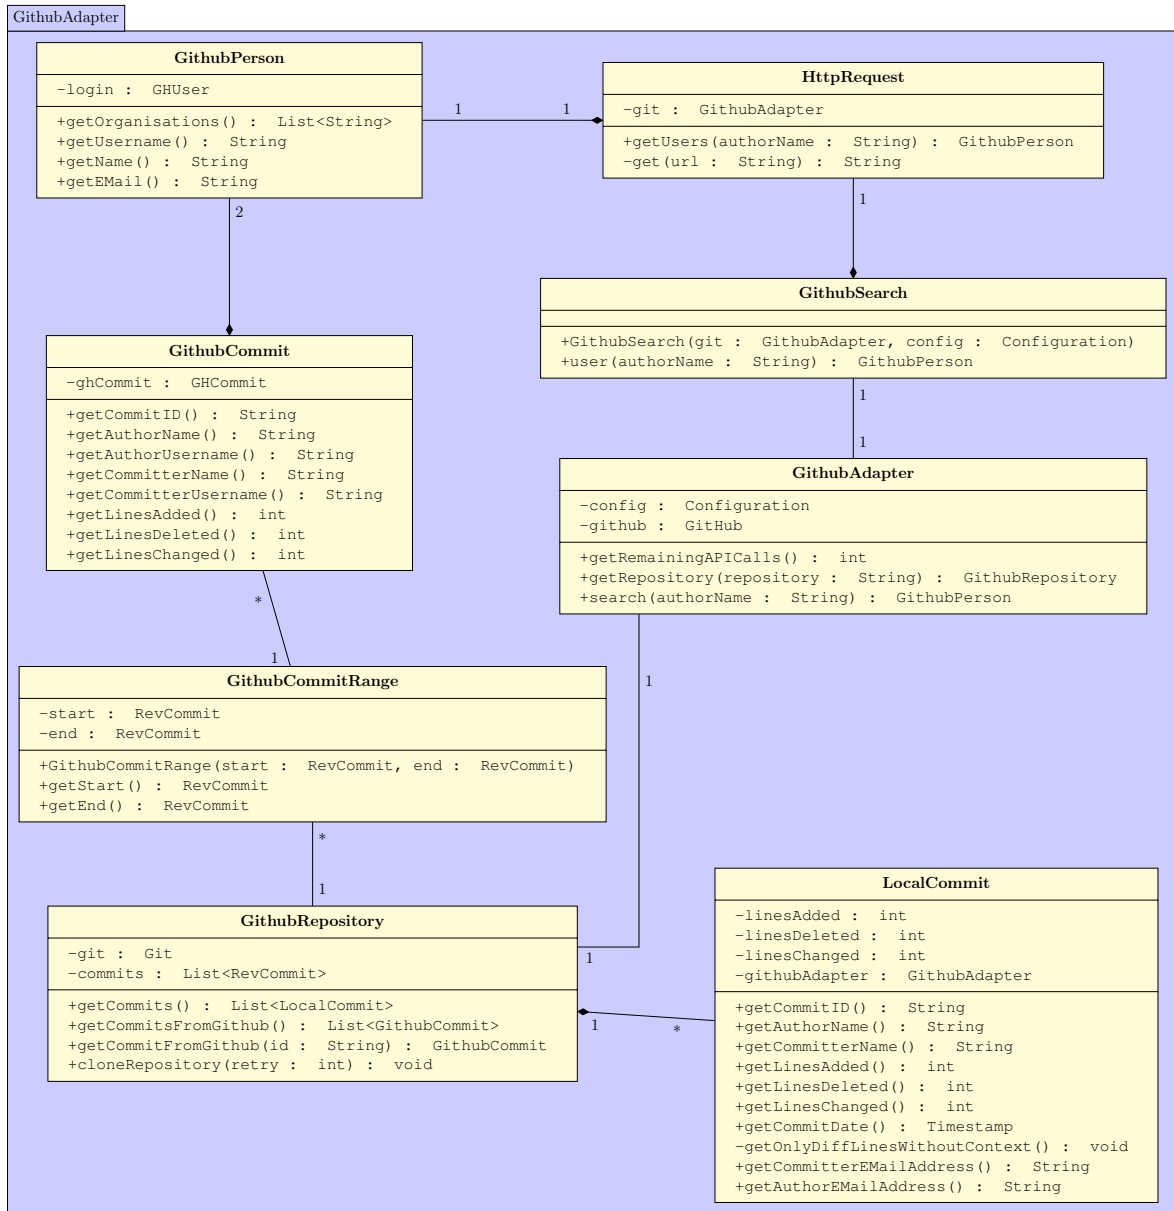 GithubAdapter
GithubPerson
-login : GHUser
+getOrganisations() : List<String>
+getUsername() : String
+getName() : String
+getEMail() : String
1
1
HttpRequest
-git : GithubAdapter
+getUsers(authorName : String) : GithubPerson
-get(url : String) : String
2
1
GithubSearch
+GithubSearch(git : GithubAdapter, config : Configuration)
+user(authorName : String) : GithubPerson
GithubCommit
-ghCommit : GHCommit
+getCommitID() : String
+getAuthorName() : String
+getAuthorUsername() : String
+getCommitterName() : String
+getCommitterUsername() : String
+getLinesAdded() : int
+getLinesDeleted() : int
+getLinesChanged() : int
1
1
GithubAdapter
-config : Configuration
-github : GitHub
+getRemainingAPICalls() : int
+getRepository(repository : String) : GithubRepository
+search(authorName : String) : GithubPerson
*
1
GithubCommitRange
-start : RevCommit
-end : RevCommit
+GithubCommitRange(start : RevCommit, end : RevCommit)
+getStart() : RevCommit
+getEnd() : RevCommit
1
*
1
GithubRepository
-git : Git
-commits : List<RevCommit>
+getCommits() : List<LocalCommit>
+getCommitsFromGithub() : List<GithubCommit>
+getCommitFromGithub(id : String) : GithubCommit
+cloneRepository(retry : int) : void
1
1
*
LocalCommit
-linesAdded : int
-linesDeleted : int
-linesChanged : int
-githubAdapter : GithubAdapter
+getCommitID() : String
+getAuthorName() : String
+getCommitterName() : String
+getLinesAdded() : int
+getLinesDeleted() : int
+getLinesChanged() : int
+getCommitDate() : Timestamp
-getOnlyDiffLinesWithoutContext() : void
+getCommitterEMailAddress() : String
+getAuthorEMailAddress() : String